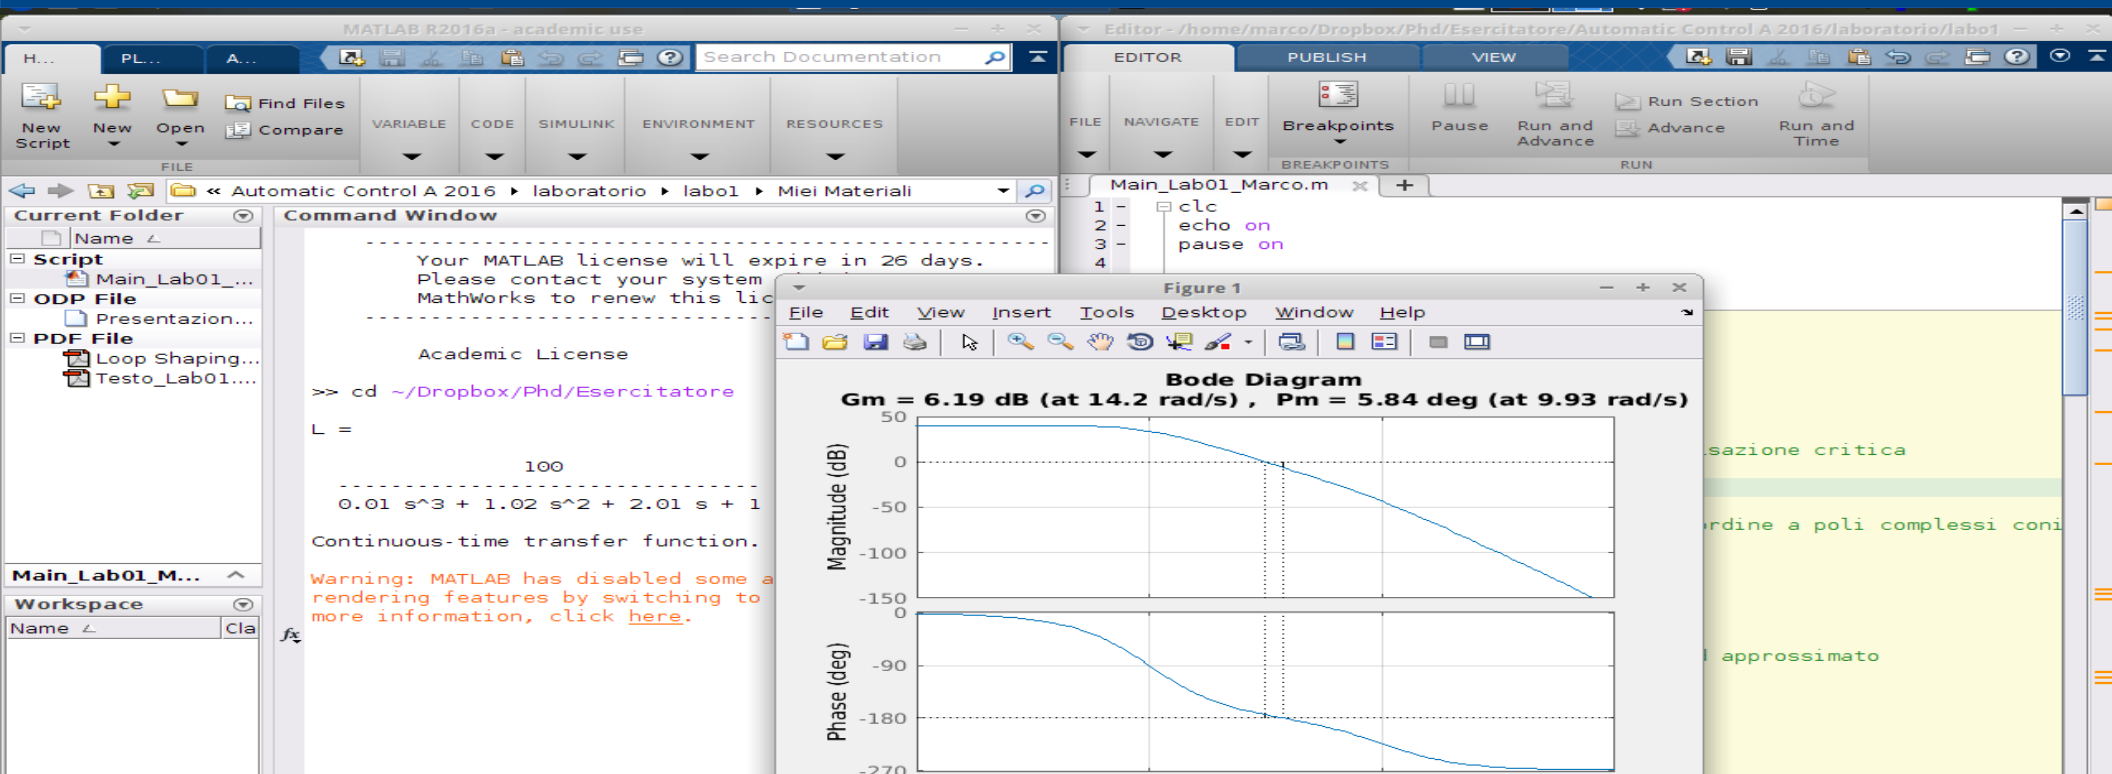 MATLAB R2016a - academic use
H... PL... A... Search Documentation
New Script New Open Find Files
Compare
VARIABLE CODE SIMULINK ENVIRONMENT RESOURCES
FILE
« Automatic Control A 2016 laboratorio labo1 Miei Materiali
Current Folder
Name
Script
Main_Lab01_...
ODP File
Presentazion...
PDF File
Loop Shaping...
Testo_Lab01....
Main_Lab01_M...
Workspace
Name Cla
Command Window
----------------------------------------------------
Your MATLAB license will expire in 26 days.
Please contact your system
MathWorks to renew this lic
-------------------------------
Academic License
>> cd ~/Dropbox/Phd/Esercitatore
L =
100
--------------------------------
0.01 s^3 + 1.02 s^2 + 2.01 s + 1
Continuous-time transfer function.
Warning: MATLAB has disabled some a
rendering features by switching to
more information, click here.
fx
Editor - /home/marco/Dropbox/Phd/Esercitatore/Automatic Control A 2016/laboratorio/labo1
EDITOR PUBLISH VIEW
FILE NAVIGATE EDIT Breakpoints Pause Run and Advance Run Section
Advance Run and Time
BREAKPOINTS RUN
Main_Lab01_Marco.m
1 - clc
2 - echo on
3 - pause on
4
sazione critica
rdine a poli complessi coni
approssimato
Figure 1
File Edit View Insert Tools Desktop Window Help
Bode Diagram
Gm = 6.19 dB (at 14.2 rad/s) , Pm = 5.84 deg (at 9.93 rad/s)
Magnitude (dB)
50
0
-50
-100
-150
Phase (deg)
0
-90
-180
-270